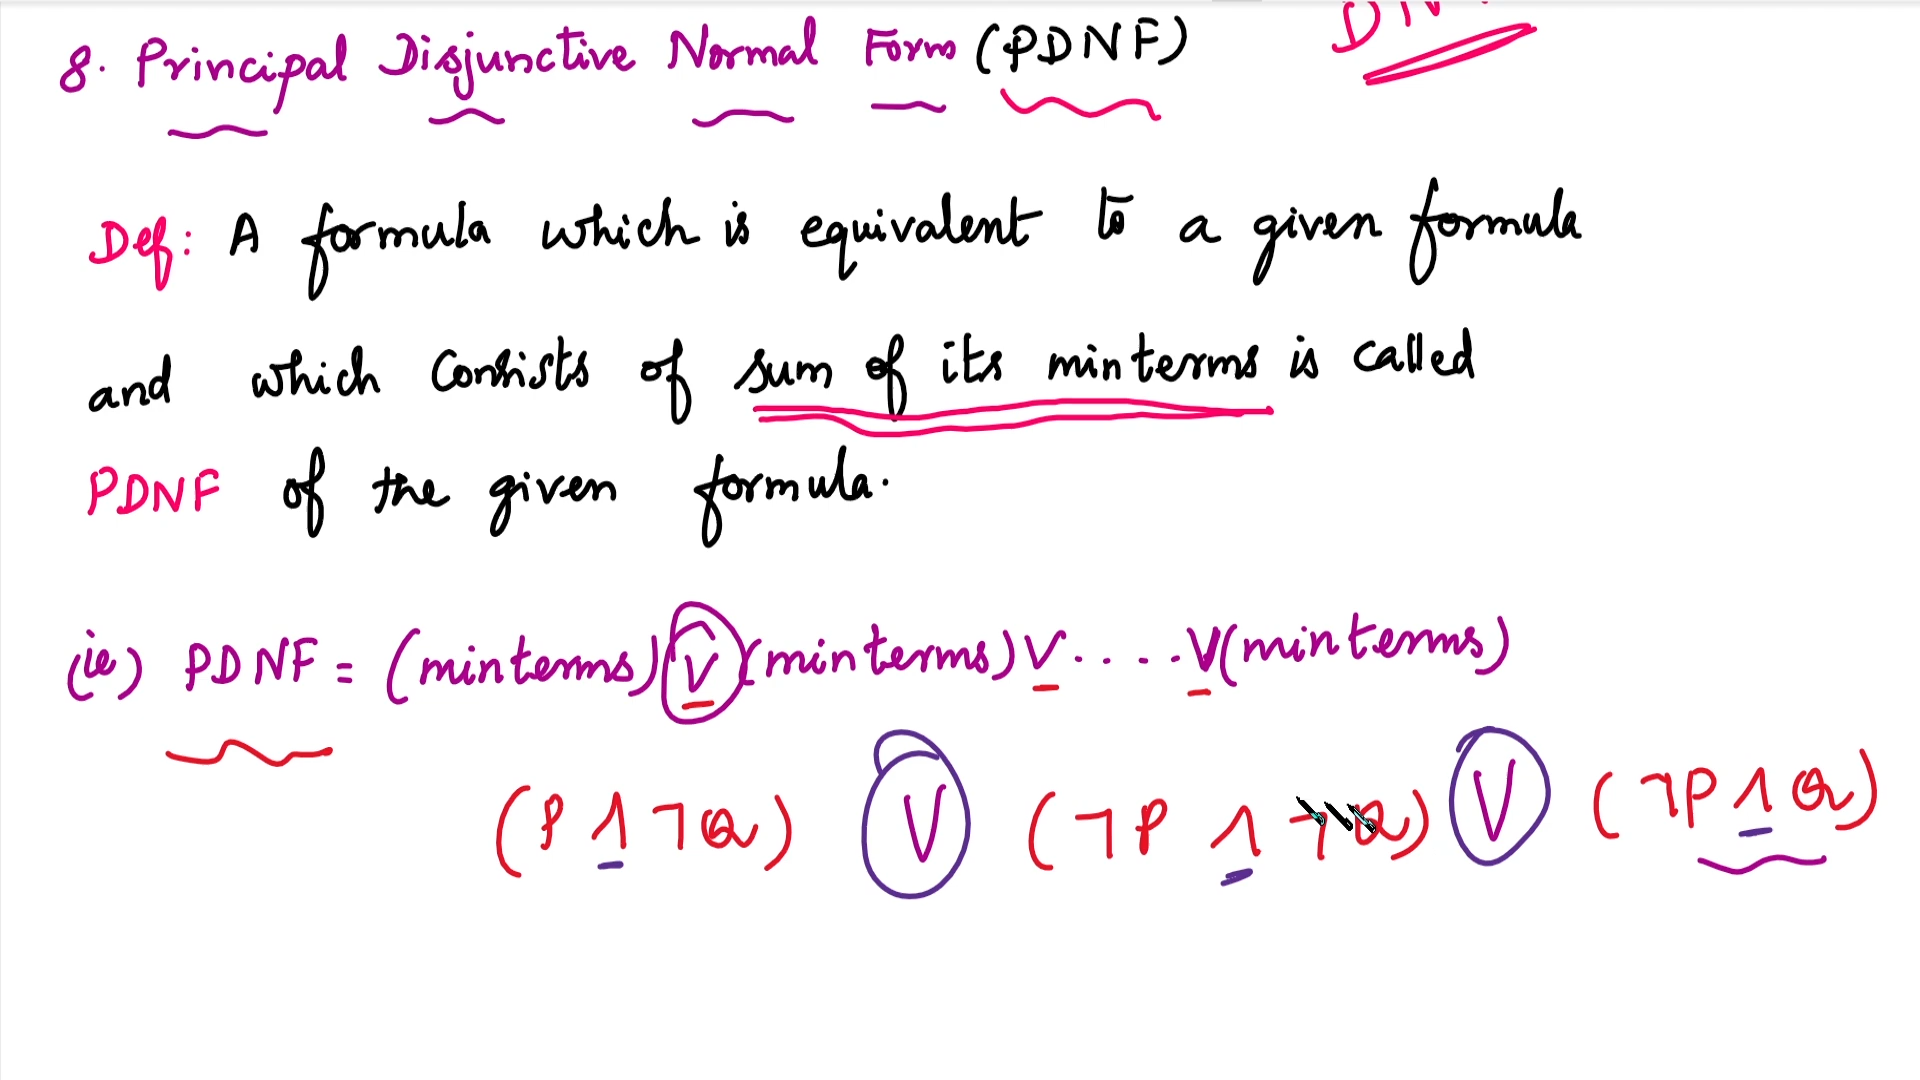 8. Principal Disjunctive Normal Form (PDNF)
Def: A formula which is equivalent to a given formula
and which consists of sum of its minterms is called
PDNF of the given formula.
(ie) PDNF = (minterms) ∨ (minterms) ∨ .... ∨ (minterms)
(P ∧ ¬Q) ∨ (¬P ∧ ¬Q) ∨ (¬P ∧ Q)